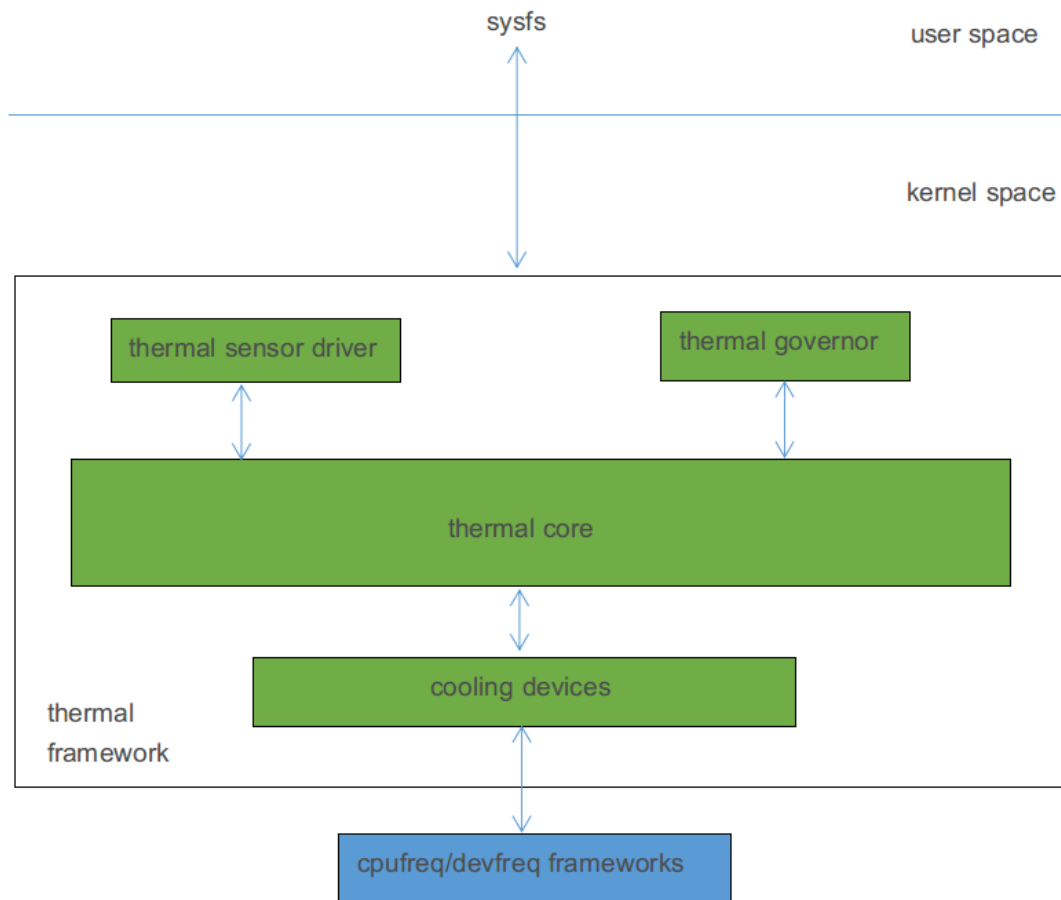 sysfs
user space
kernel space
thermal sensor driver
thermal governor
thermal core
cooling devices
thermal
framework
cpufreq/devfreq frameworks